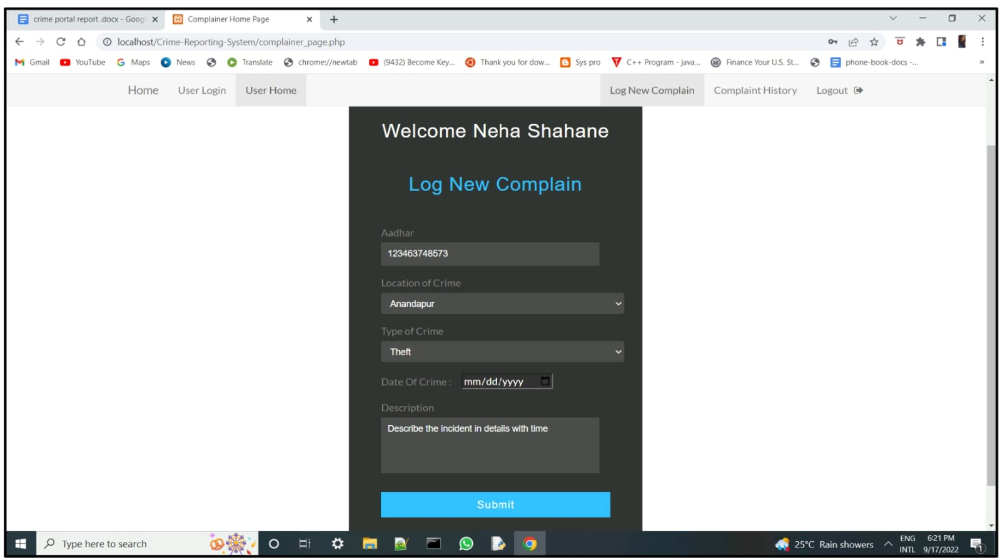 crime portal report .docx - Goog
Complainer Home Page
localhost/Crime-Reporting-System/complainer_page.php
Gmail YouTube Maps News Translate chrome://newtab (9432) Become Key... Thank you for dow... Sys pro C++ Program - java... Finance Your U.S. St... phone-book-docs -... »
Home User Login User Home Log New Complain Complaint History Logout
Welcome Neha Shahane
Log New Complain
Aadhar
123463748573
Location of Crime
Anandapur
Type of Crime
Theft
Date Of Crime : mm/dd/yyyy
Description
Describe the incident in details with time
Submit
Type here to search
25°C Rain showers
ENG
INTL
6:21 PM
9/17/2022
1